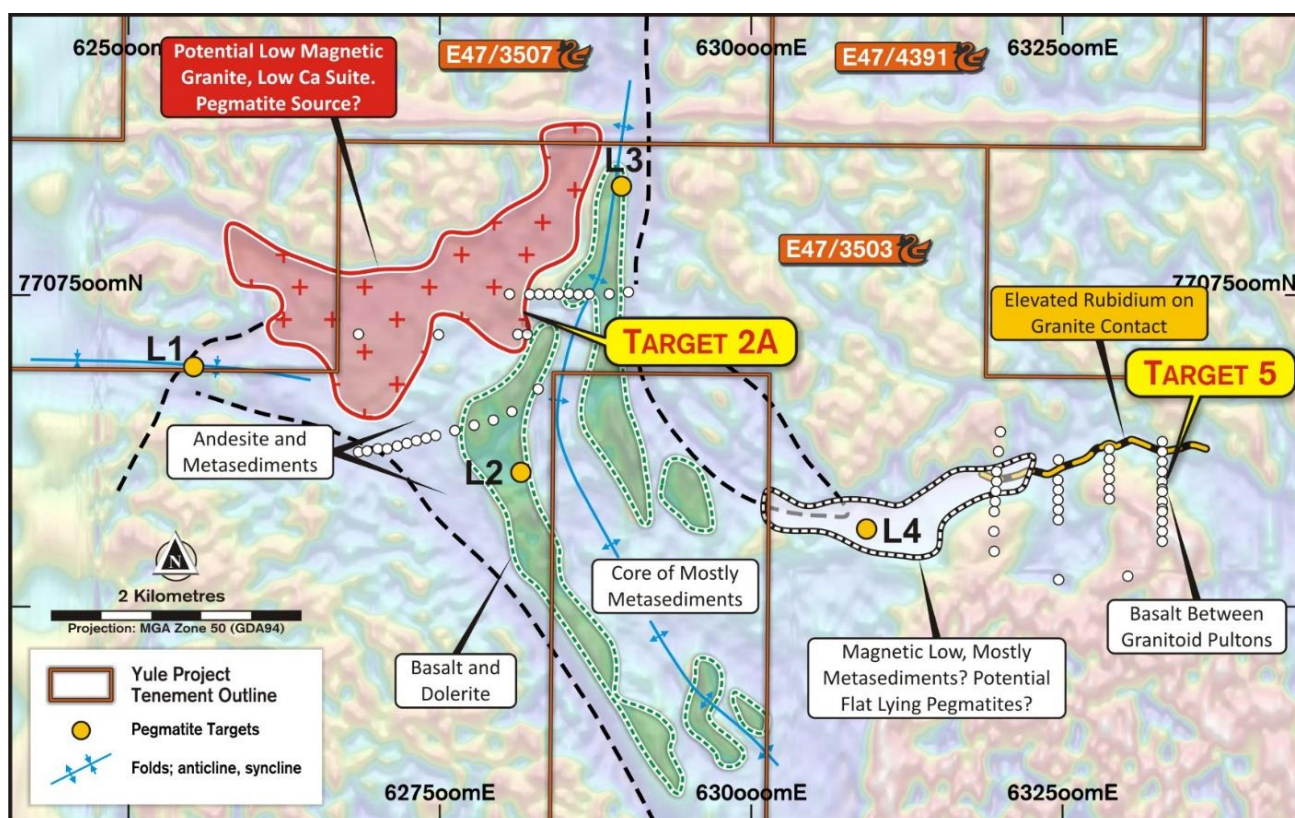 625000mE
E47/3507
630000mE
E47/4391
632500mE
Potential Low Magnetic
Granite, Low Ca Suite.
Pegmatite Source?
L3
E47/3503
7707500mN
7707500mN
Elevated Rubidium on
Granite Contact
TARGET 2A
TARGET 5
L1
Andesite and
Metasediments
L2
L4
N
2 Kilometres
Projection: MGA Zone 50 (GDA94)
Core of Mostly
Metasediments
Basalt and
Dolerite
Magnetic Low, Mostly
Metasediments? Potential
Flat Lying Pegmatites?
Basalt Between
Granitoid Pultons
Yule Project
Tenement Outline
Pegmatite Targets
Folds; anticline, syncline
627500mE
630000mE
632500mE